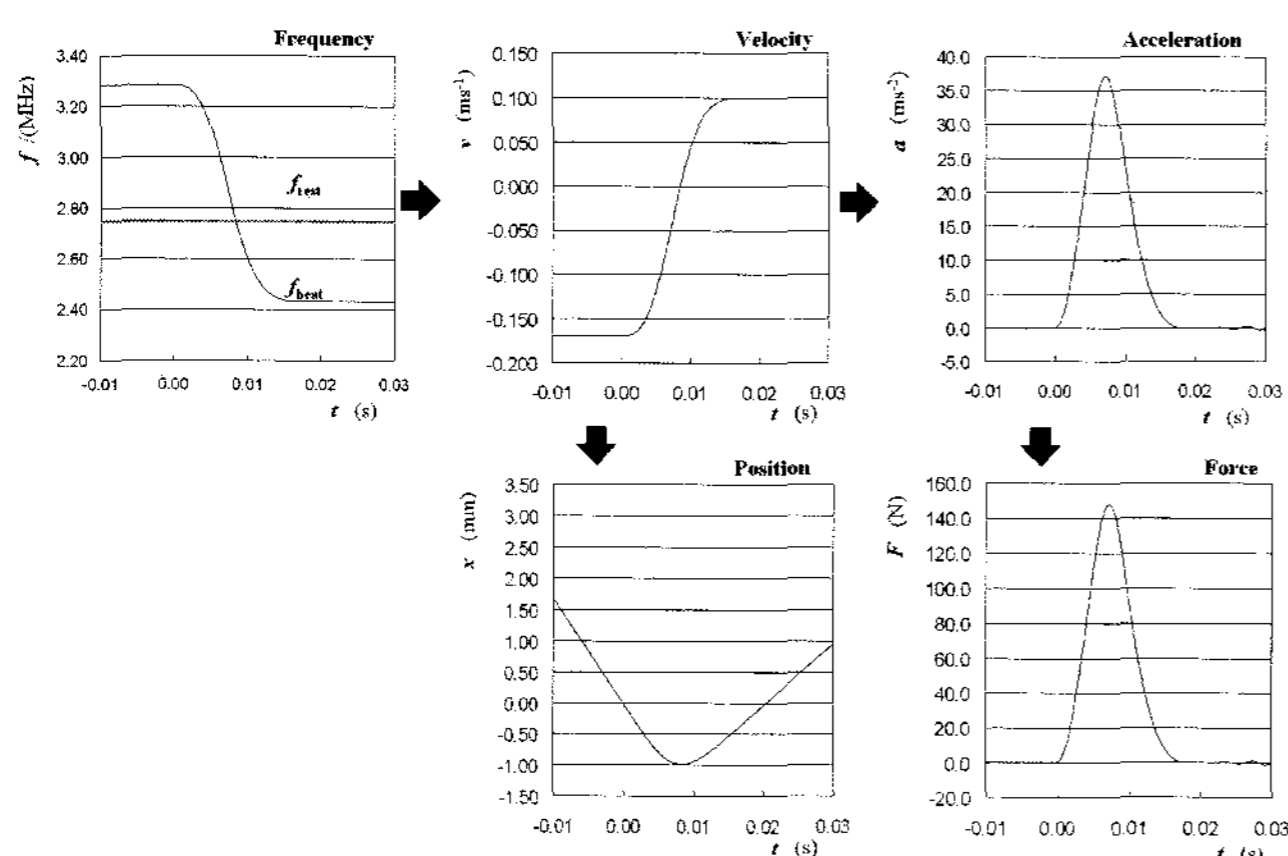 Frequency
f /(MHz)
3.40
3.20
3.00
2.80
2.60
2.40
2.20
f_rest
f_beat
-0.01 0.00 0.01 0.02 0.03
t (s)
Velocity
v (ms⁻¹)
0.150
0.100
0.050
0.000
-0.050
-0.100
-0.150
-0.200
-0.01 0.00 0.01 0.02 0.03
t (s)
Acceleration
a (ms⁻²)
40.0
35.0
30.0
25.0
20.0
15.0
10.0
5.0
0.0
-5.0
-0.01 0.00 0.01 0.02 0.03
t (s)
Position
x (mm)
3.50
3.00
2.50
2.00
1.50
1.00
0.50
0.00
-0.50
-1.00
-1.50
-0.01 0.00 0.01 0.02 0.03
t (s)
Force
F (N)
160.0
140.0
120.0
100.0
80.0
60.0
40.0
20.0
0.0
-20.0
-0.01 0.00 0.01 0.02 0.03
t (s)